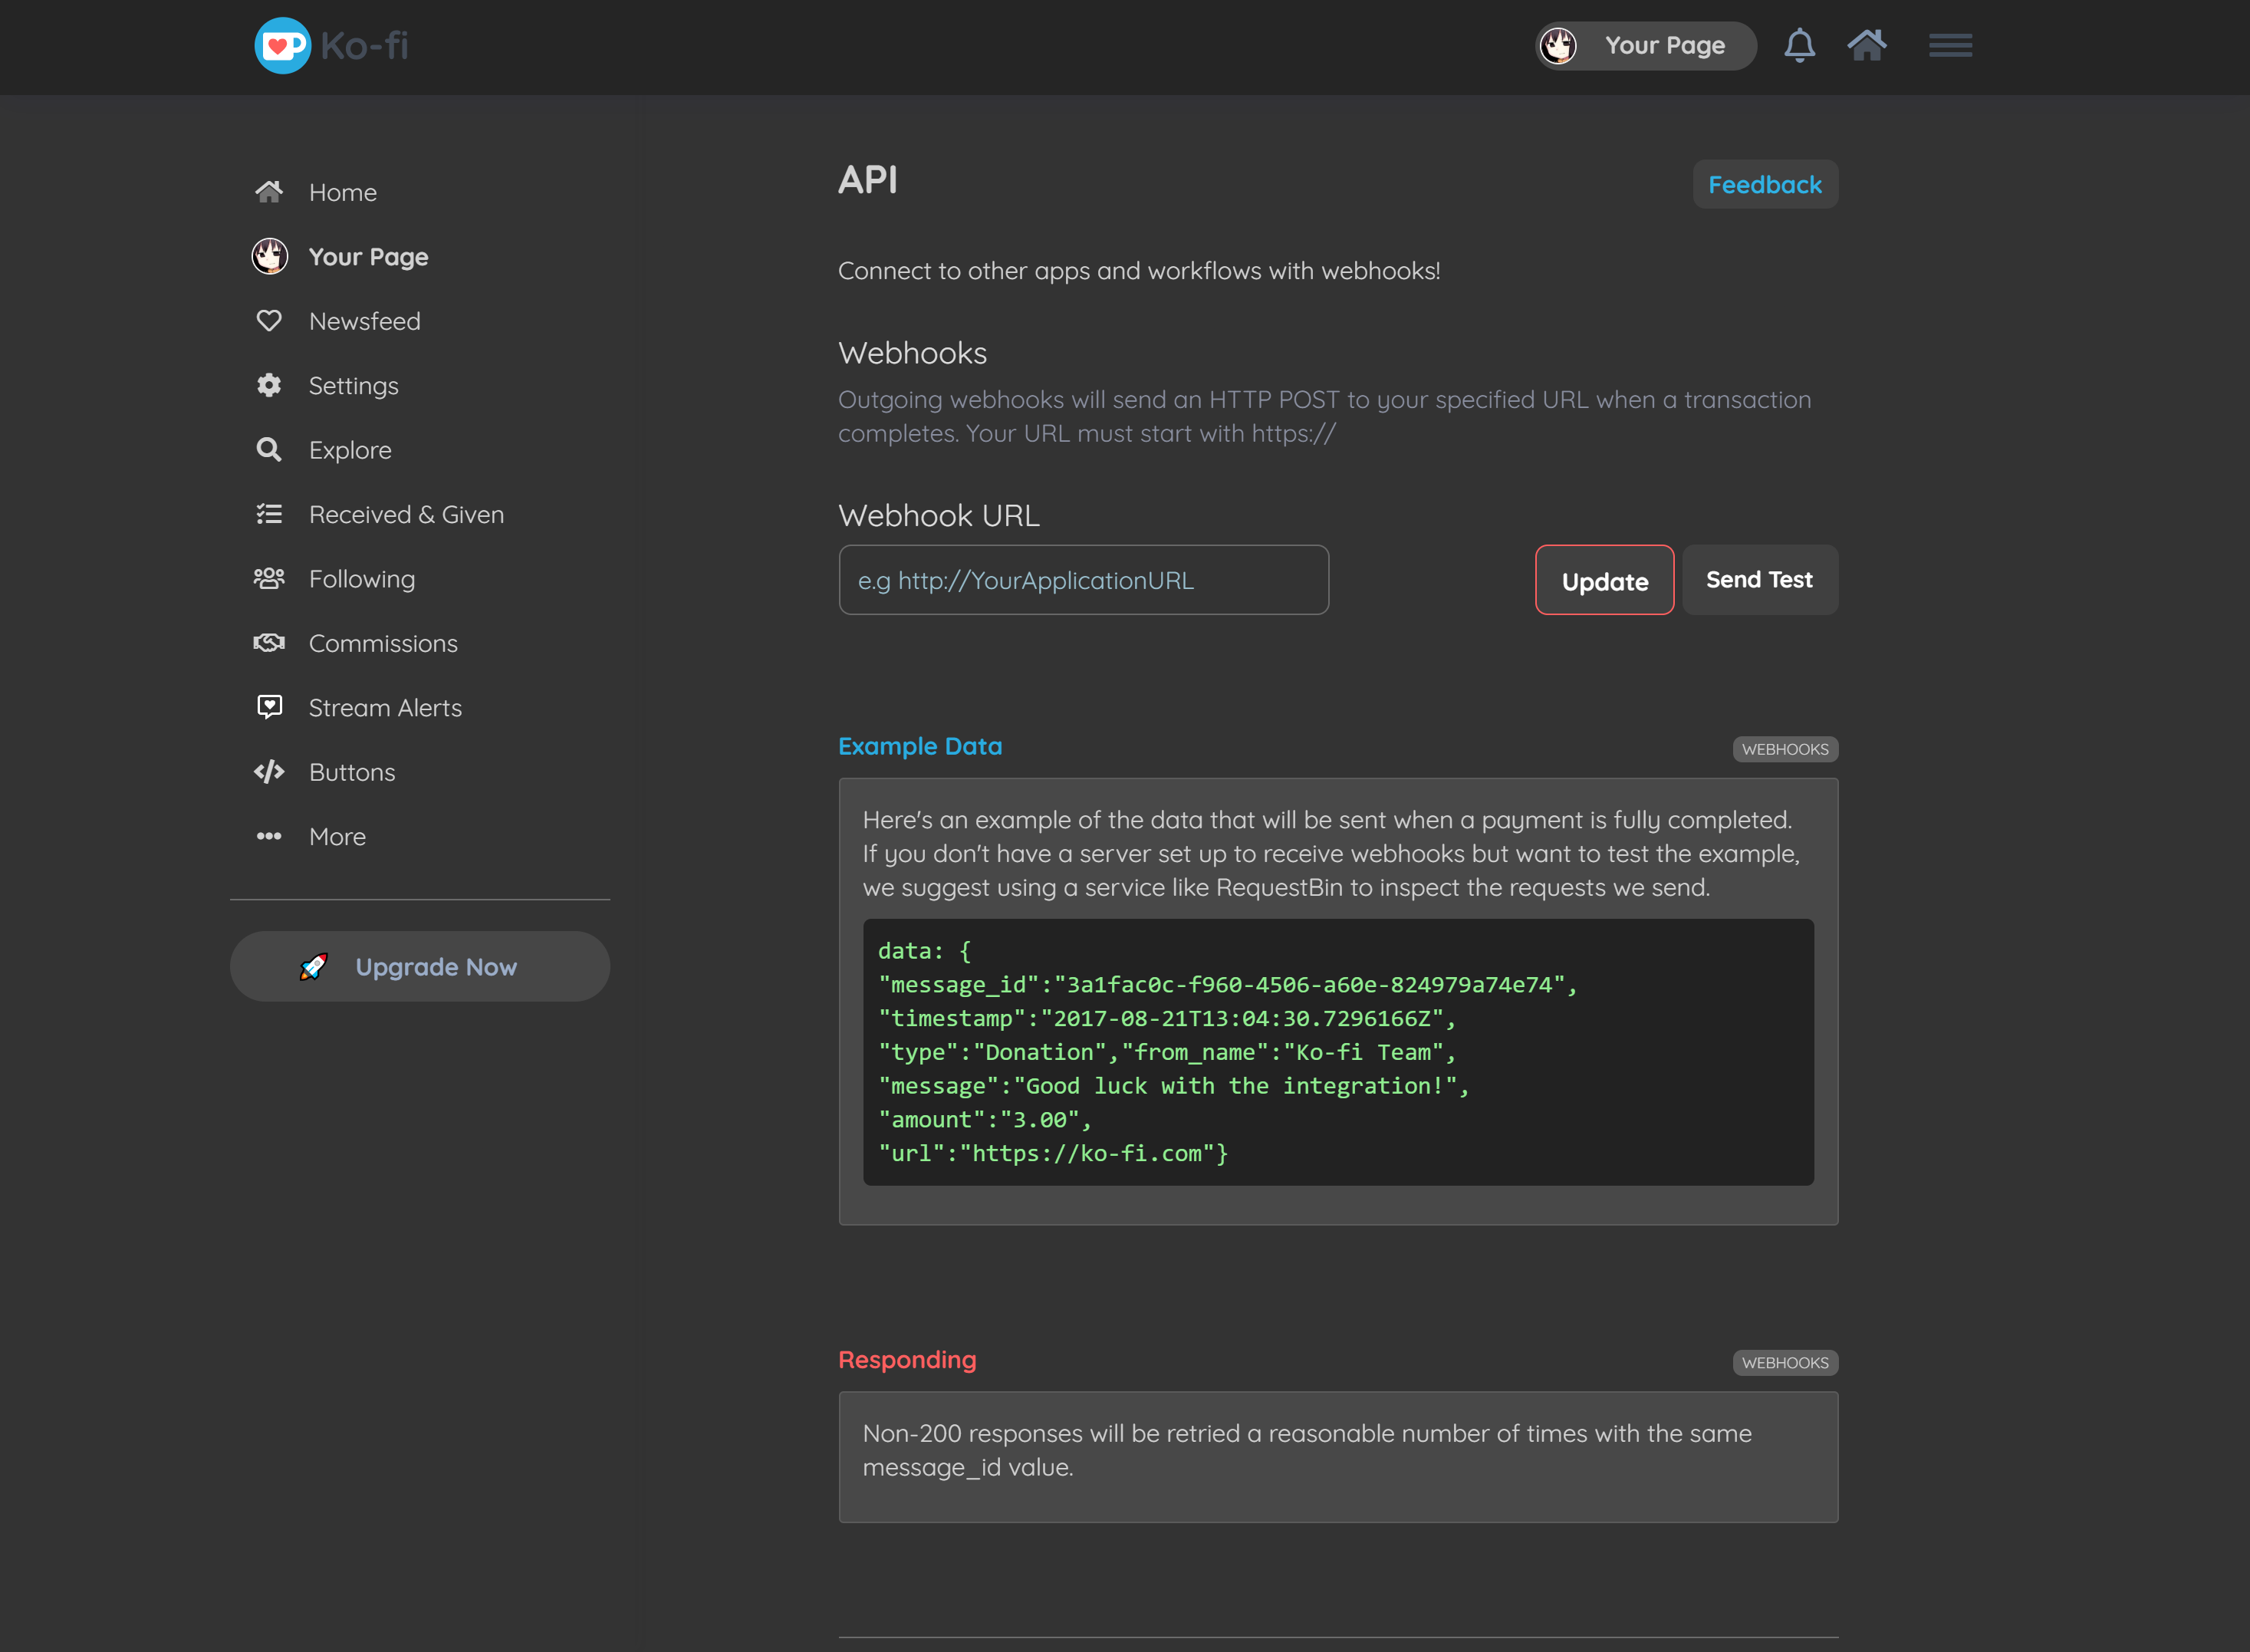 Ko-fi
Your Page
Home
Your Page
Newsfeed
Settings
Explore
Received & Given
Following
Commissions
Stream Alerts
Buttons
More
Upgrade Now
API
Feedback
Connect to other apps and workflows with webhooks!
Webhooks
Outgoing webhooks will send an HTTP POST to your specified URL when a transaction
completes. Your URL must start with https://
Webhook URL
e.g http://YourApplicationURL
Update
Send Test
Example Data
WEBHOOKS
Here's an example of the data that will be sent when a payment is fully completed.
If you don't have a server set up to receive webhooks but want to test the example,
we suggest using a service like RequestBin to inspect the requests we send.
data: {
"message_id":"3a1fac0c-f960-4506-a60e-824979a74e74",
"timestamp":"2017-08-21T13:04:30.7296166Z",
"type":"Donation","from_name":"Ko-fi Team",
"message":"Good luck with the integration!",
"amount":"3.00",
"url":"https://ko-fi.com"}
Responding
WEBHOOKS
Non-200 responses will be retried a reasonable number of times with the same
message_id value.